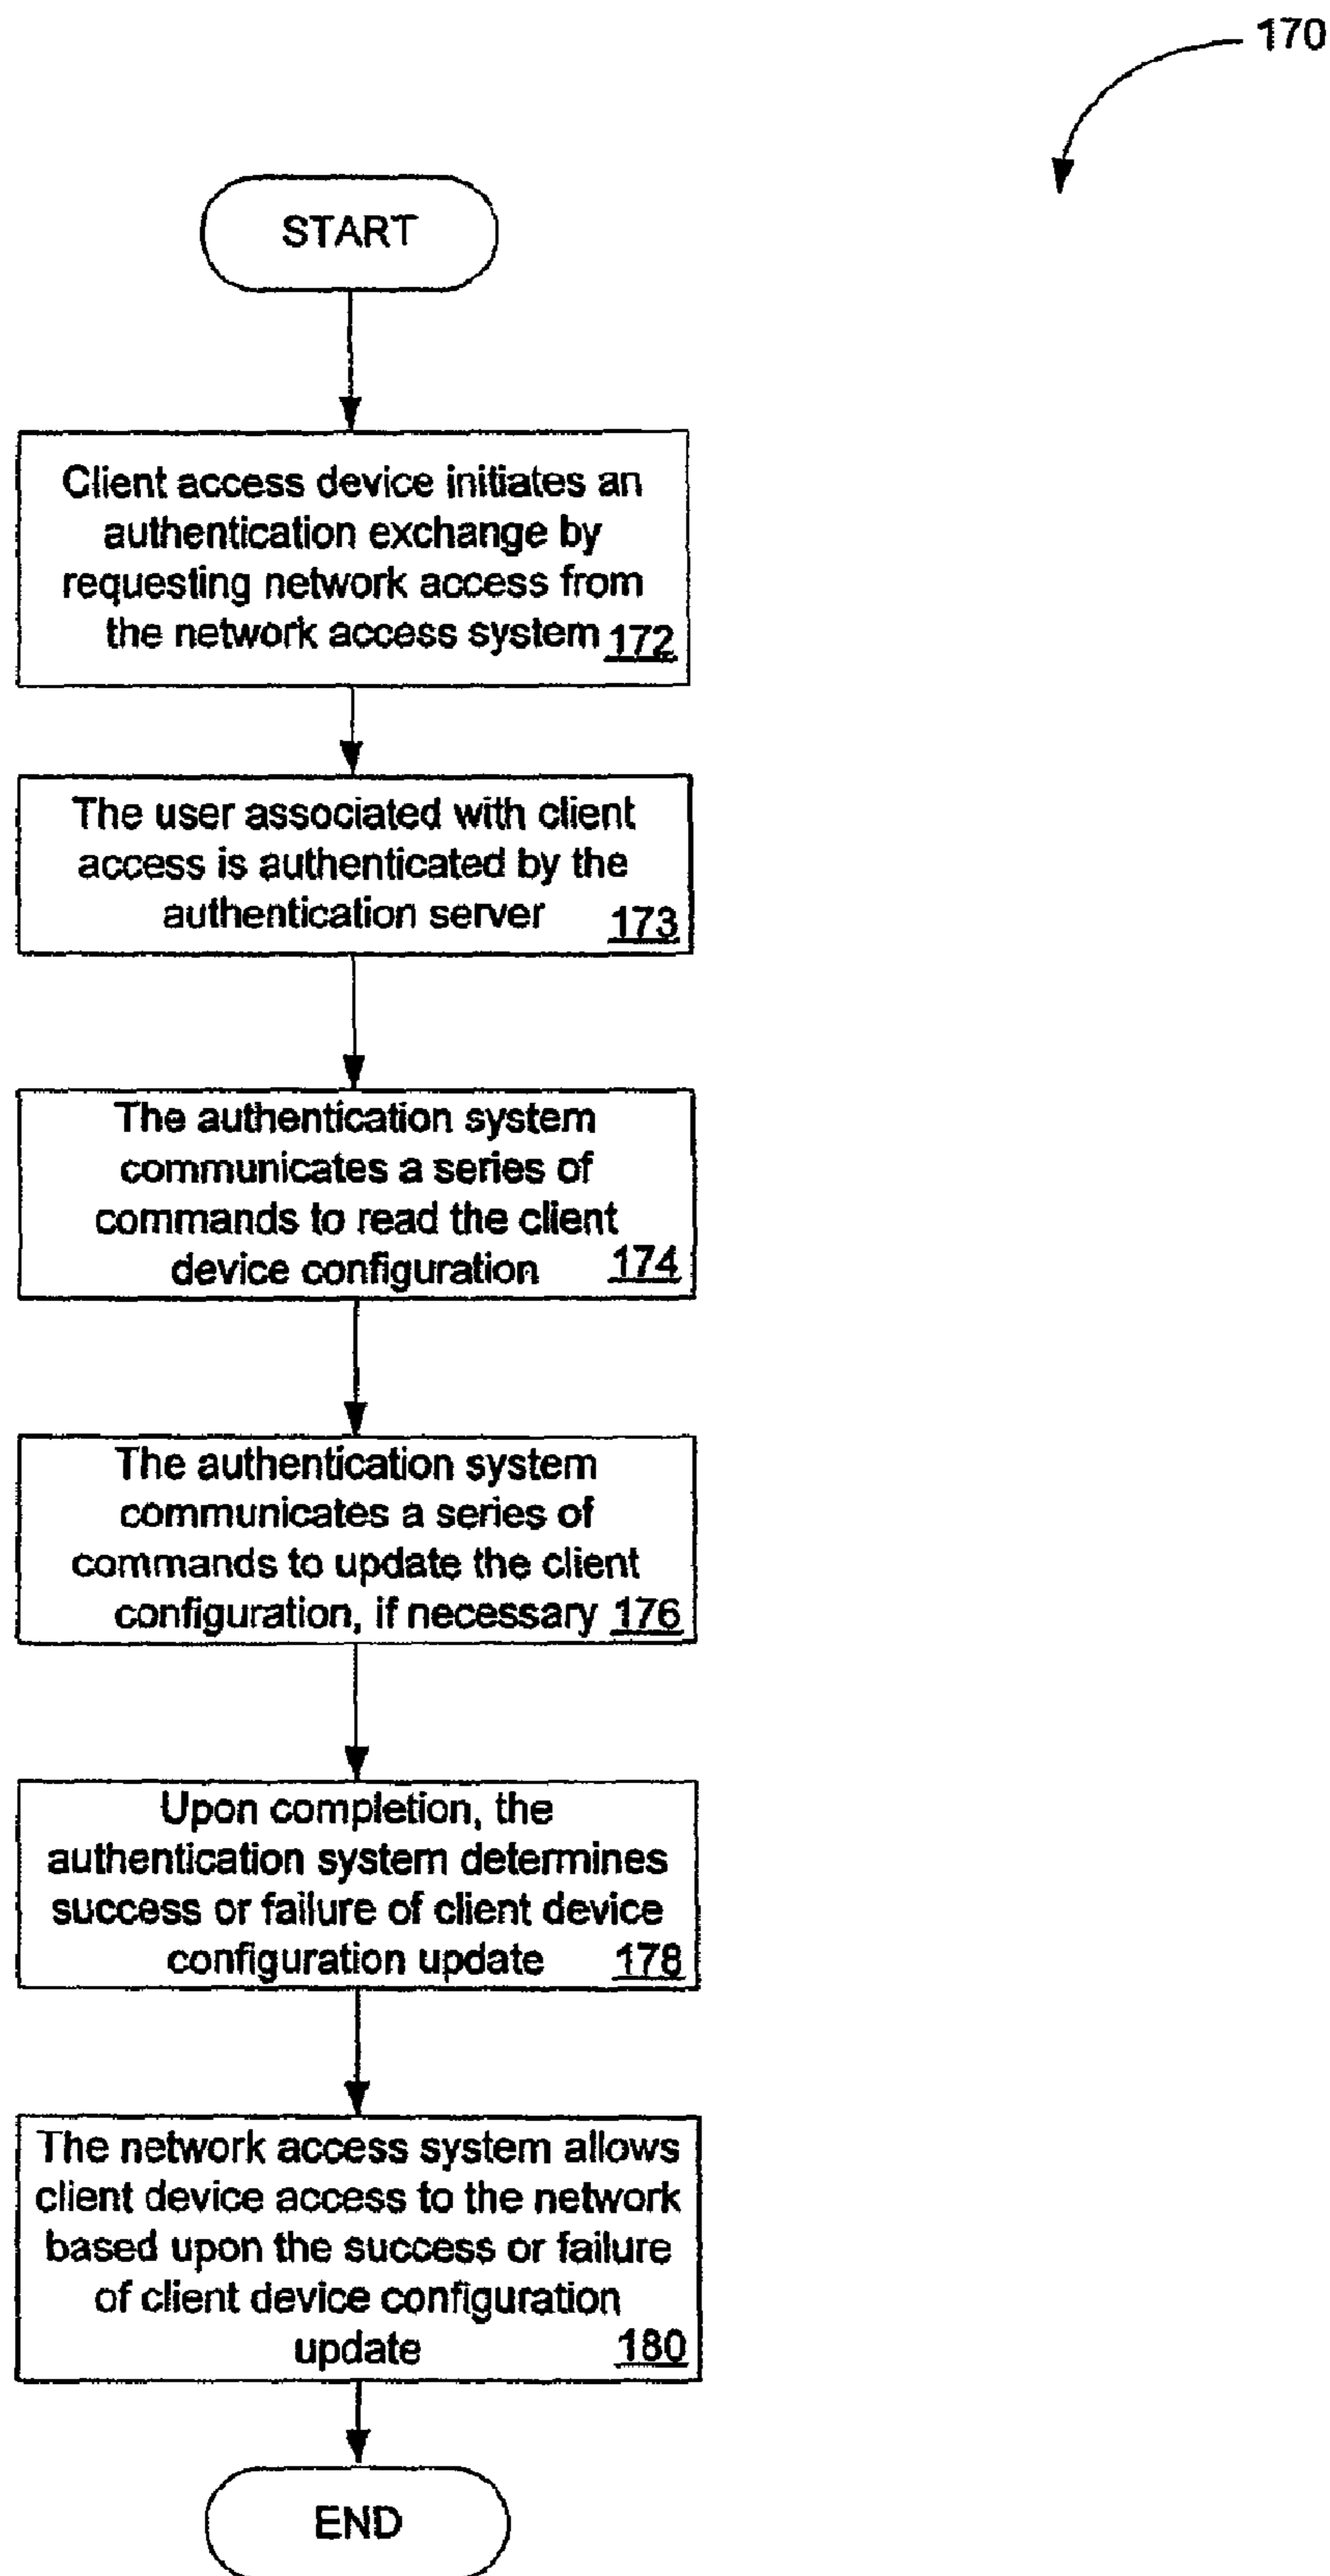 170
START
Client access device initiates an
authentication exchange by
requesting network access from
the network access system 172
The user associated with client
access is authenticated by the
authentication server 173
The authentication system
communicates a series of
commands to read the client
device configuration 174
The authentication system
communicates a series of
commands to update the client
configuration, if necessary 176
Upon completion, the
authentication system determines
success or failure of client device
configuration update 178
The network access system allows
client device access to the network
based upon the success or failure
of client device configuration
update 180
END